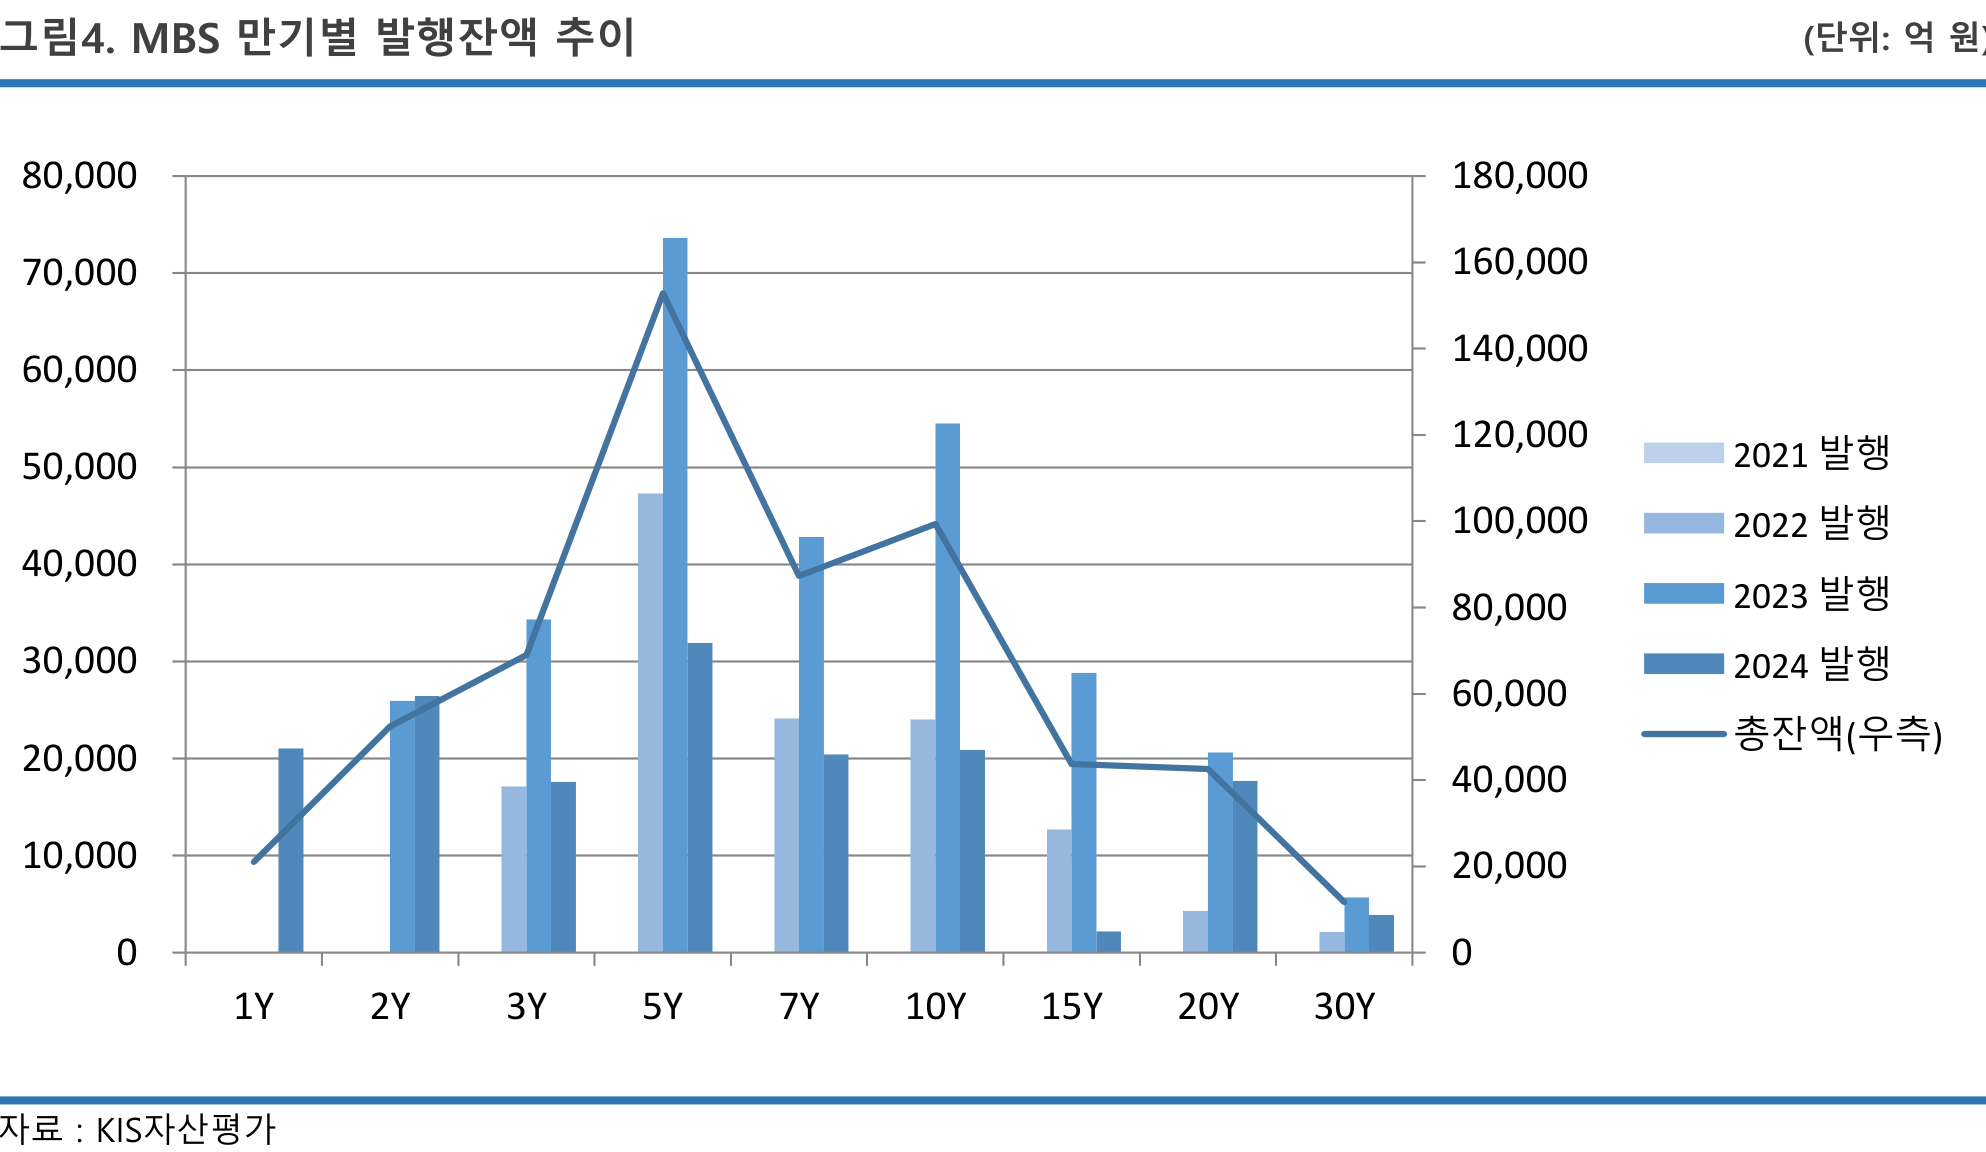 그림4. MBS 만기별 발행잔액 추이 (단위: 억 원)
80,000 180,000
70,000 160,000
60,000 140,000
50,000 120,000
40,000 100,000
30,000 80,000
20,000 60,000
10,000 40,000
0 20,000
0
1Y 2Y 3Y 5Y 7Y 10Y 15Y 20Y 30Y
2021 발행
2022 발행
2023 발행
2024 발행
총잔액(우측)
자료 : KIS자산평가